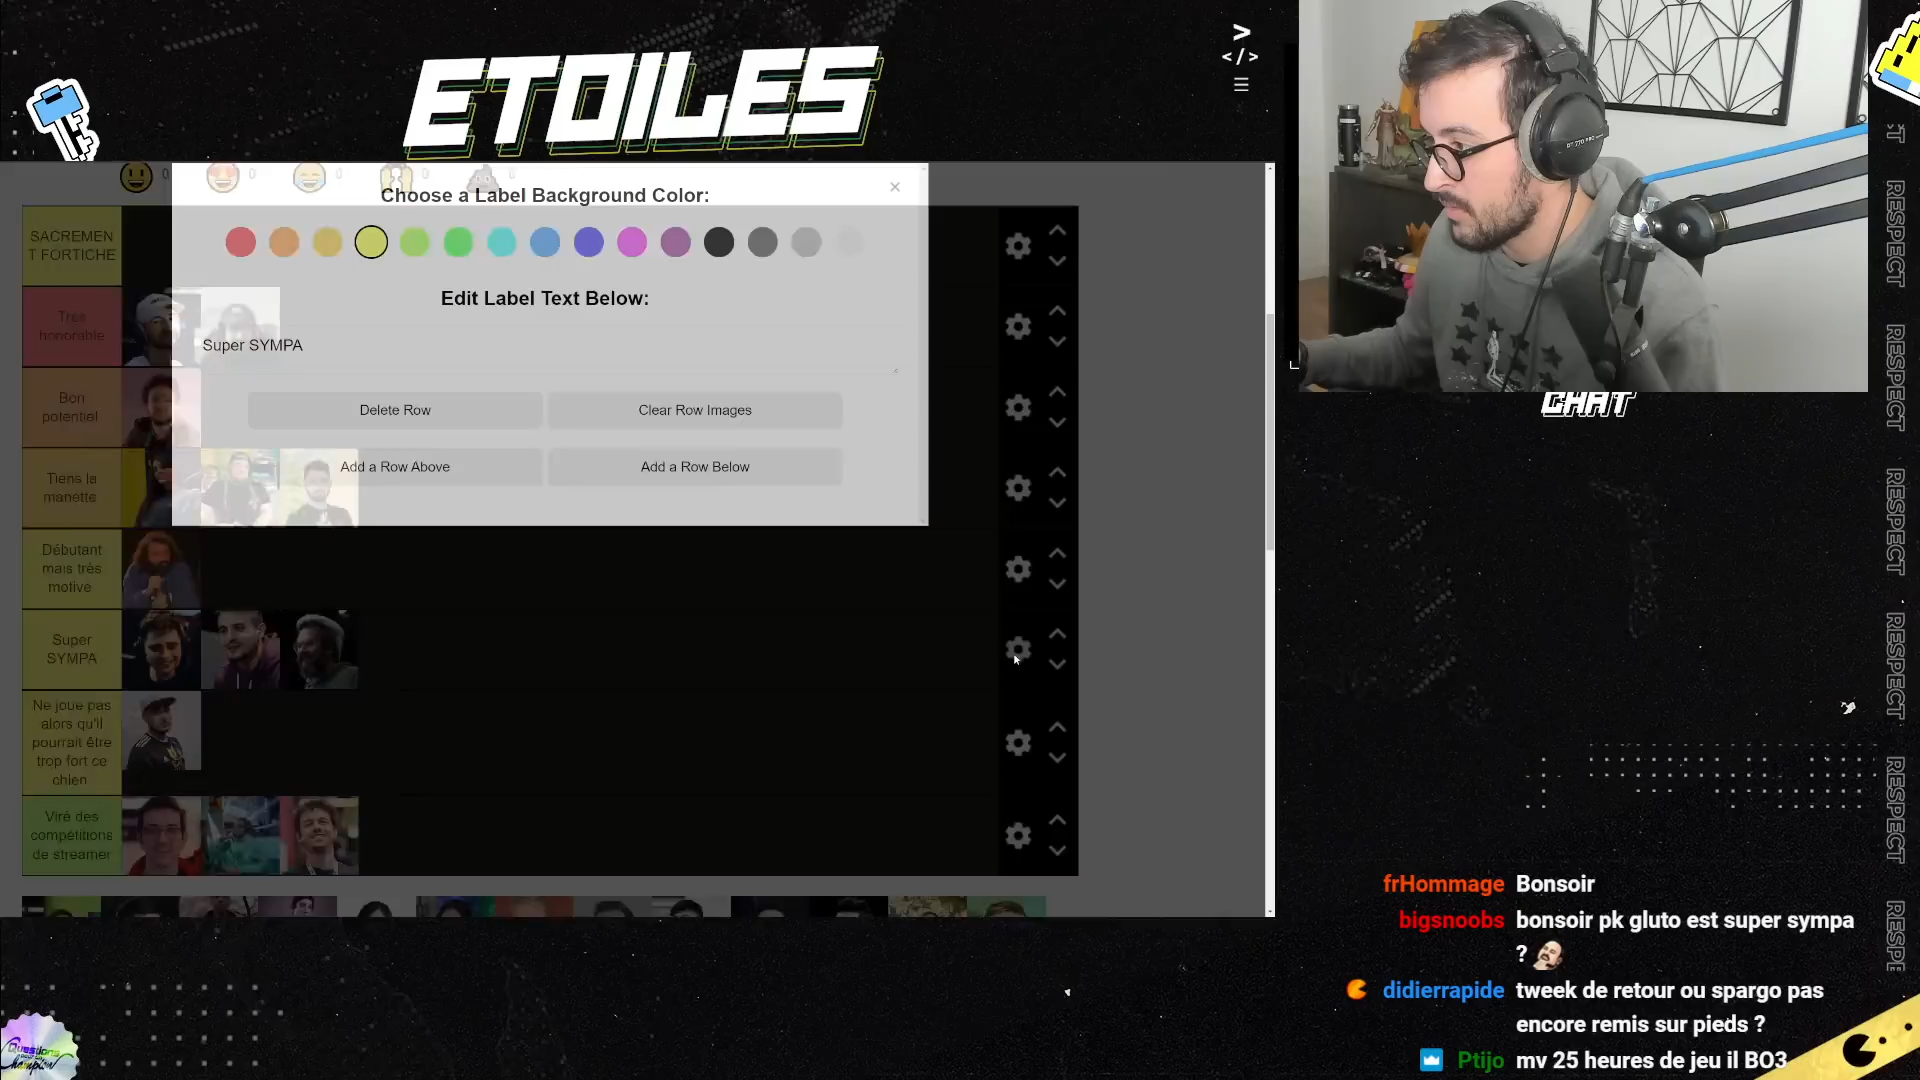 ETOILES
>
</>
☰
Choose a Label Background Color:
×
Edit Label Text Below:
Super SYMPA
Delete Row
Clear Row Images
Add a Row Above
Add a Row Below
SACREMEN
T FORTICHE
Très
honorable
Bon
potentiel
Tiens la
manette
Débutant
mais très
motive
Super
SYMPA
Ne joue pas
alors qu'il
pourrait être
trop fort ce
chien
Viré des
compétitions
de streamer
CHAT
frHommage Bonsoir
bigsnoobs bonsoir pk gluto est super sympa
?
didierrapide tweek de retour ou spargo pas
encore remis sur pieds ?
Ptijo mv 25 heures de jeu il BO3
RESPECT
RESPECT
RESPECT
RESPECT
RESPECT
RESPE
Questions
Champion